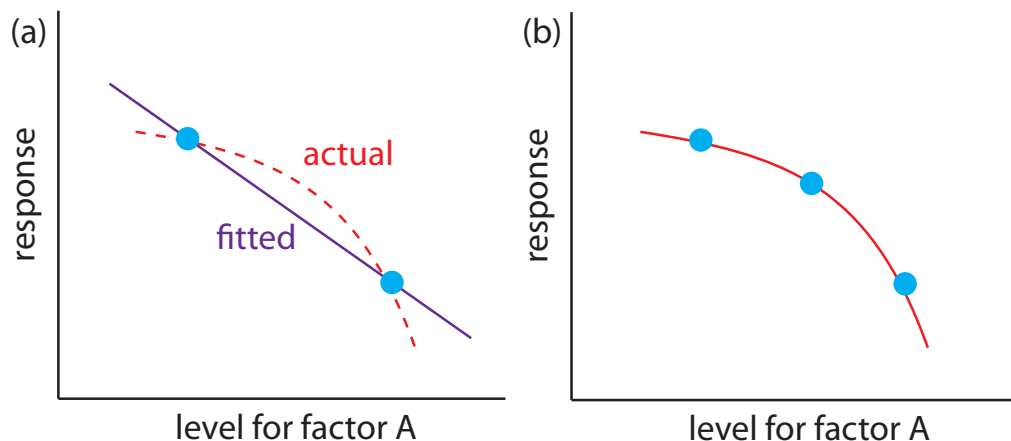 (a)
response
actual
fitted
level for factor A
(b)
response
level for factor A